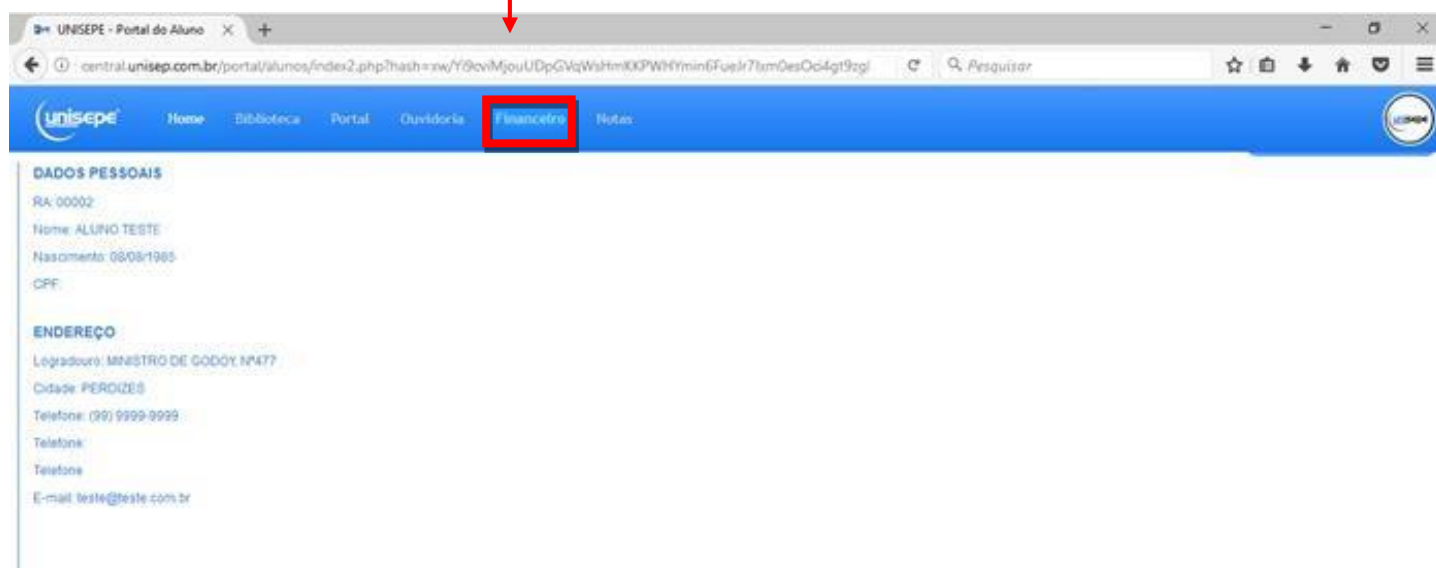 UNISEPE - Portal do Aluno
central.unisep.com.br/portal/alunos/index2.php?hash=
Pesquisar
unisepe Home Biblioteca Portal Ouvidoria Financeiro Notas
DADOS PESSOAIS
RA: 00002
Nome: ALUNO TESTE
Nascimento: 08/08/1985
CPF:
ENDEREÇO
Logradouro: MINISTRO DE GODOY, Nº477
Cidade: PERDIZES
Telefone: (99) 9999-9999
Telefone:
Telefone
E-mail: teste@teste.com.br